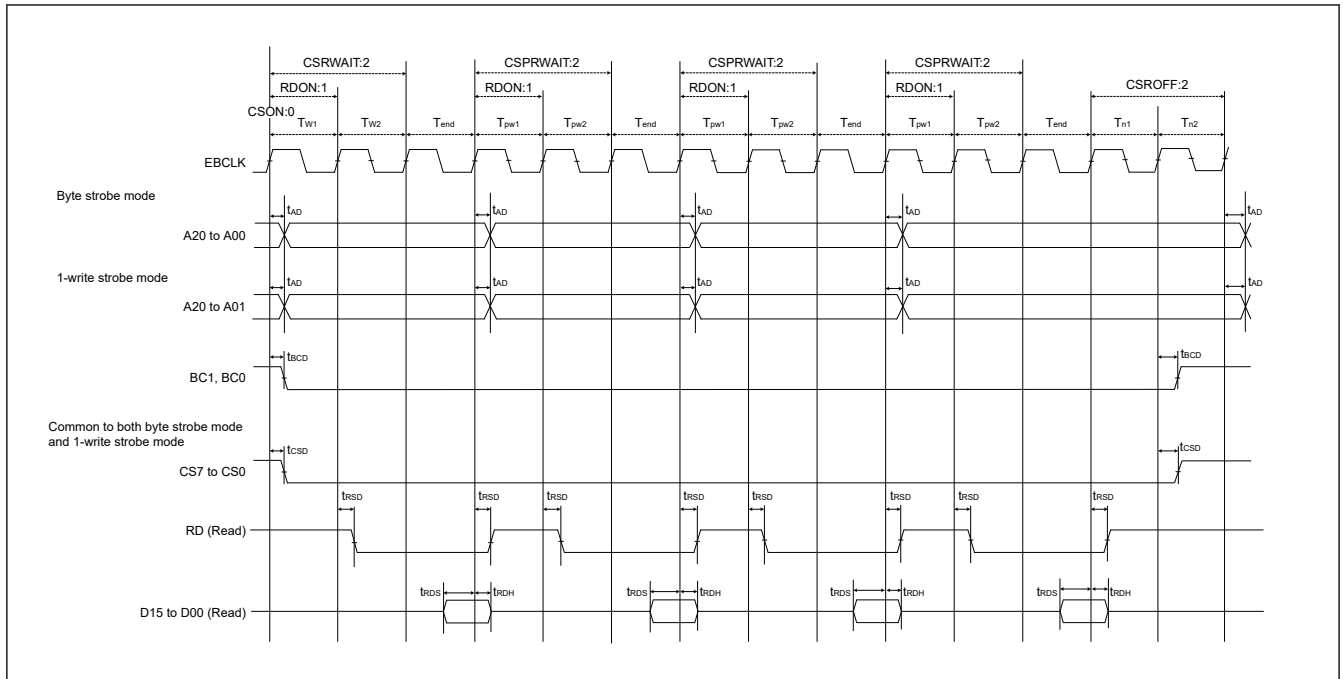 CSRWAIT:2 CSPRWAIT:2 CSPRWAIT:2 CSPRWAIT:2
RDON:1 RDON:1 RDON:1 RDON:1 CSROFF:2
CSON:0
TW1 TW2 Tend Tpw1 Tpw2 Tend Tpw1 Tpw2 Tend Tpw1 Tpw2 Tend Tn1 Tn2
EBCLK
Byte strobe mode
tAD tAD tAD tAD tAD
A20 to A00
1-write strobe mode
tAD tAD tAD tAD tAD
A20 to A01
tBCD tBCD
BC1, BC0
Common to both byte strobe mode
and 1-write strobe mode
tCSD tCSD
CS7 to CS0
tRSD tRSD tRSD tRSD tRSD tRSD tRSD tRSD
RD (Read)
tRDS tRDH tRDS tRDH tRDS tRDH tRDS tRDH
D15 to D00 (Read)